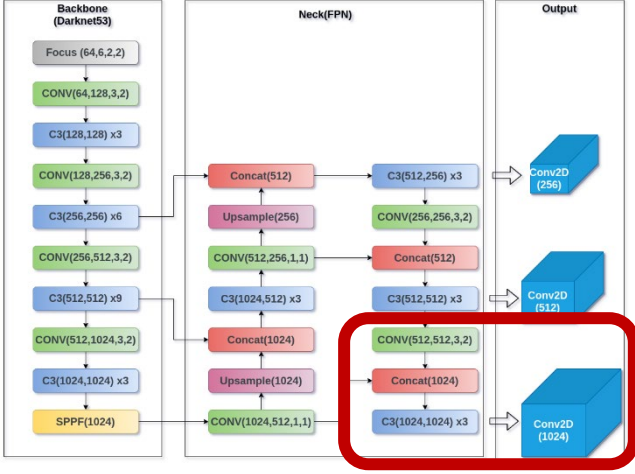 Backbone
(Darknet53)
Focus (64,6,2,2)
CONV(64,128,3,2)
C3(128,128) x3
CONV(128,256,3,2)
C3(256,256) x6
CONV(256,512,3,2)
C3(512,512) x9
CONV(512,1024,3,2)
C3(1024,1024) x3
SPPF(1024)
Neck(FPN)
Concat(512)
Upsample(256)
CONV(512,256,1,1)
C3(1024,512) x3
Concat(1024)
Upsample(1024)
CONV(1024,512,1,1)
C3(512,256) x3
CONV(256,256,3,2)
Concat(512)
C3(512,512) x3
CONV(512,512,3,2)
Concat(1024)
C3(1024,1024) x3
Output
Conv2D
(256)
Conv2D
(512)
Conv2D
(1024)